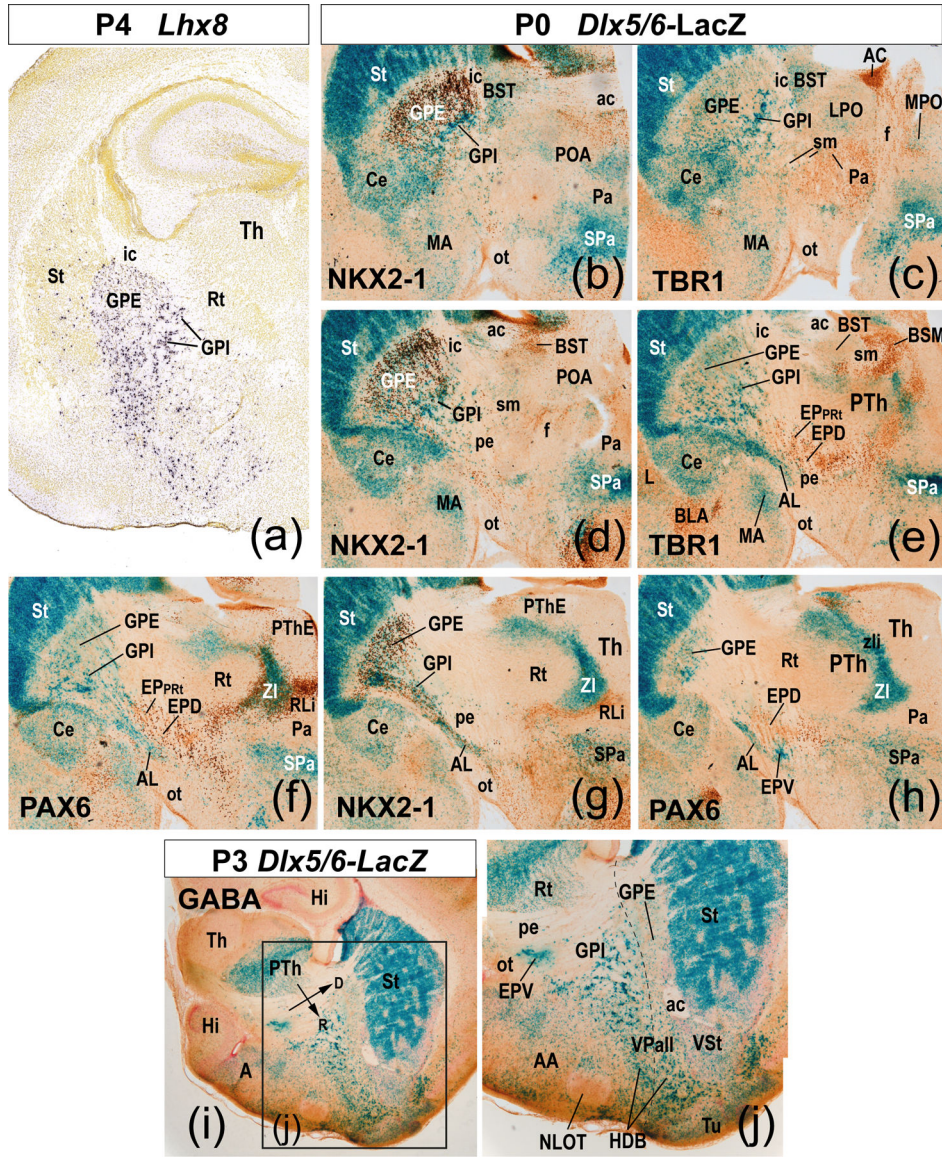 P4 Lhx8
P0 Dlx5/6-LacZ
St
ic
GPE
Th
Rt
GPI
(a)
St
ic
BST
GPE
GPI
ac
POA
Ce
Pa
MA
ot
SPa
NKX2-1
(b)
St
ic BST
AC
GPE
GPI
LPO
MPO
f
sm
Ce
Pa
MA
ot
SPa
TBR1
(c)
St
ic
ac
BST
GPE
POA
GPI
sm
f
pe
Pa
Ce
SPa
MA
ot
NKX2-1
(d)
St
ic
ac
BST
BSM
GPE
sm
GPI
PTh
EPPRt
EPD
Ce
pe
SPa
L
AL
BLA
MA
ot
TBR1
(e)
St
GPE
PThE
GPI
Rt
EPPRt
EPD
ZI
RLi
Ce
Pa
AL
SPa
ot
PAX6
(f)
St
PThE
GPE
Th
GPI
Rt
ZI
pe
RLi
Ce
AL
SPa
ot
NKX2-1
(g)
St
Th
GPE
zli
Rt
PTh
ZI
EPD
Ce
Pa
AL
EPV
SPa
ot
PAX6
(h)
P3 Dlx5/6-LacZ
GABA
Hi
Th
PTh
D
St
R
Hi
A
(i)
(j)
Rt
GPE
St
pe
GPI
ot
EPV
ac
VPall
VSt
AA
NLOT
HDB
Tu
(j)